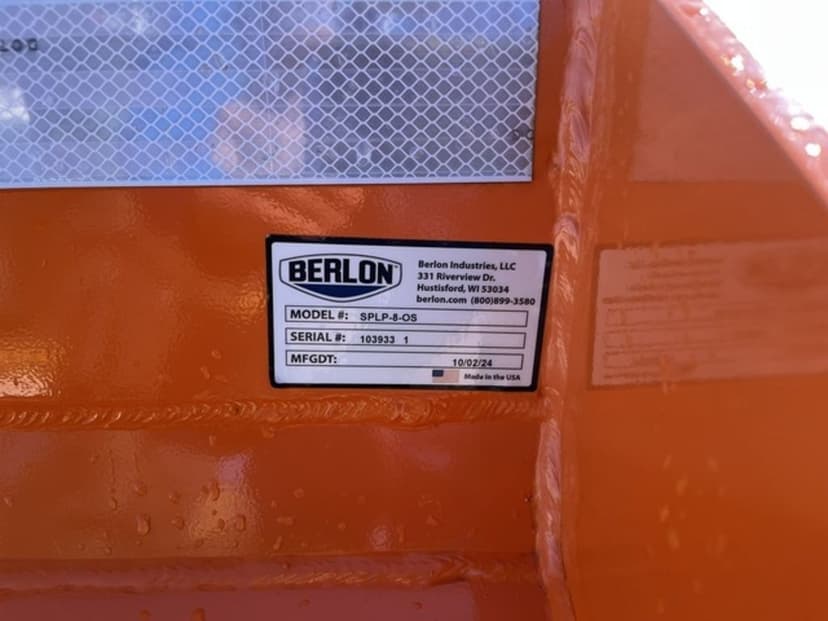 BERLON
Berlon Industries, LLC
331 Riverview Dr.
Hustisford, WI 53034
berlon.com (800)899-3580
MODEL #: SPLP-8-OS
SERIAL #: 103933 1
MFGDT: 10/02/24
Made in the USA